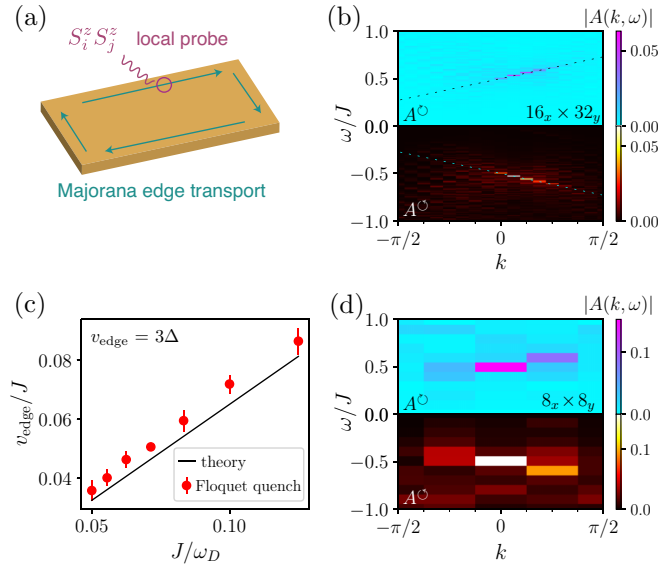 (a)
S_i^z S_j^z local probe
Majorana edge transport
(b)
|A(k, ω)|
1.0
0.5
0.0
−0.5
−1.0
ω/J
A^↻
16_x × 32_y
A^↺
−π/2
0
π/2
k
0.05
0.00
0.05
0.00
(c)
v_edge = 3Δ
0.08
0.06
0.04
v_edge/J
theory
Floquet quench
0.05
0.10
J/ω_D
(d)
|A(k, ω)|
1.0
0.5
0.0
−0.5
−1.0
ω/J
A^↺
8_x × 8_y
A^↺
−π/2
0
π/2
k
0.1
0.0
0.1
0.0